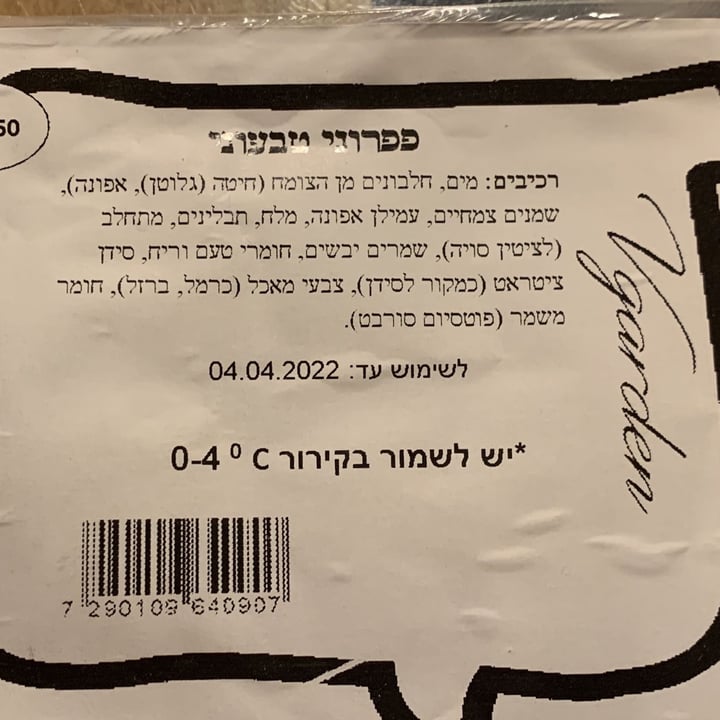 50
פפרוני טבעוני
רכיבים: מים, חלבונים מן הצומח (חיטה (גלוטן), אפונה),
שמנים צמחיים, עמילן אפונה, מלח, תבלינים, מתחלב
(לציטין סויה), שמרים יבשים, חומרי טעם וריח, סידן
ציטראט (כמקור לסידן), צבעי מאכל (כרמל, ברזל), חומר
משמר (פוטסיום סורבט).
לשימוש עד: 04.04.2022
*יש לשמור בקירור 0-4 ⁰ C
7 290109 640907
Vgarden